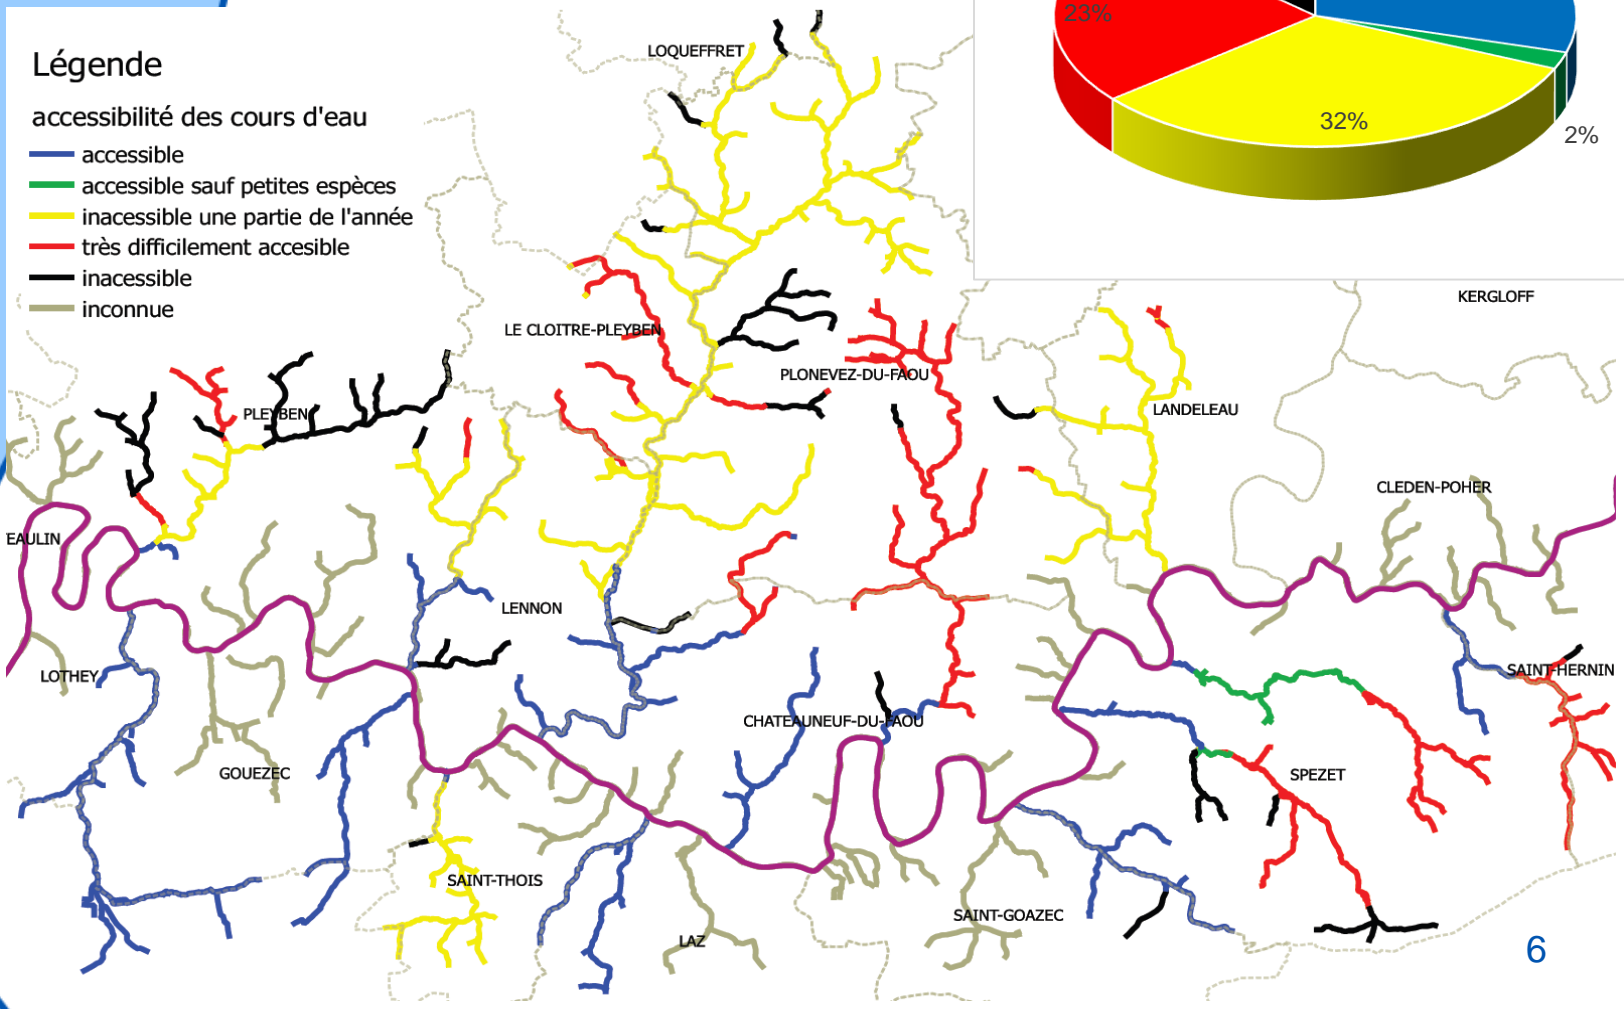 Légende
accessibilité des cours d'eau
accessible
accessible sauf petites espèces
inacessible une partie de l'année
très difficilement accesible
inacessible
inconnue
23%
32%
2%
LOQUEFFRET
KERGLOFF
LE CLOITRE-PLEYBEN
PLONEVEZ-DU-FAOU
PLEYBEN
LANDELEAU
CLEDEN-POHER
EAULIN
LENNON
LOTHEY
SAINT-HERNIN
CHATEAUNEUF-DU-FAOU
GOUEZEC
SPEZET
SAINT-THOIS
SAINT-GOAZEC
LAZ
6